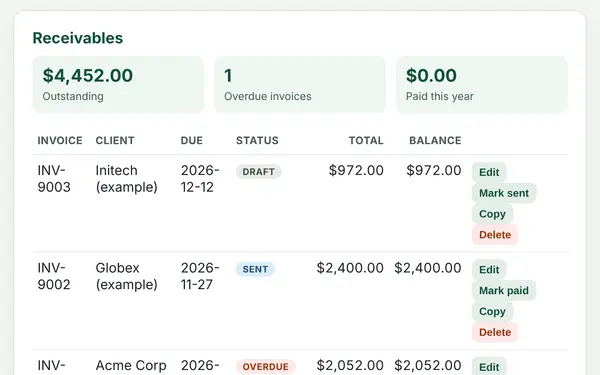 Receivables
$4,452.00 1 $0.00
Outstanding Overdue invoices Paid this year
INVOICE CLIENT DUE STATUS TOTAL BALANCE
INV- Initech 2026- DRAFT $972.00 $972.00 Edit
9003 (example) 12-12 Mark sent
Copy
Delete
INV- Globex 2026- SENT $2,400.00 $2,400.00 Edit
9002 (example) 11-27 Mark paid
Copy
Delete
INV- Acme Corp 2026- OVERDUE $2,052.00 $2,052.00 Edit